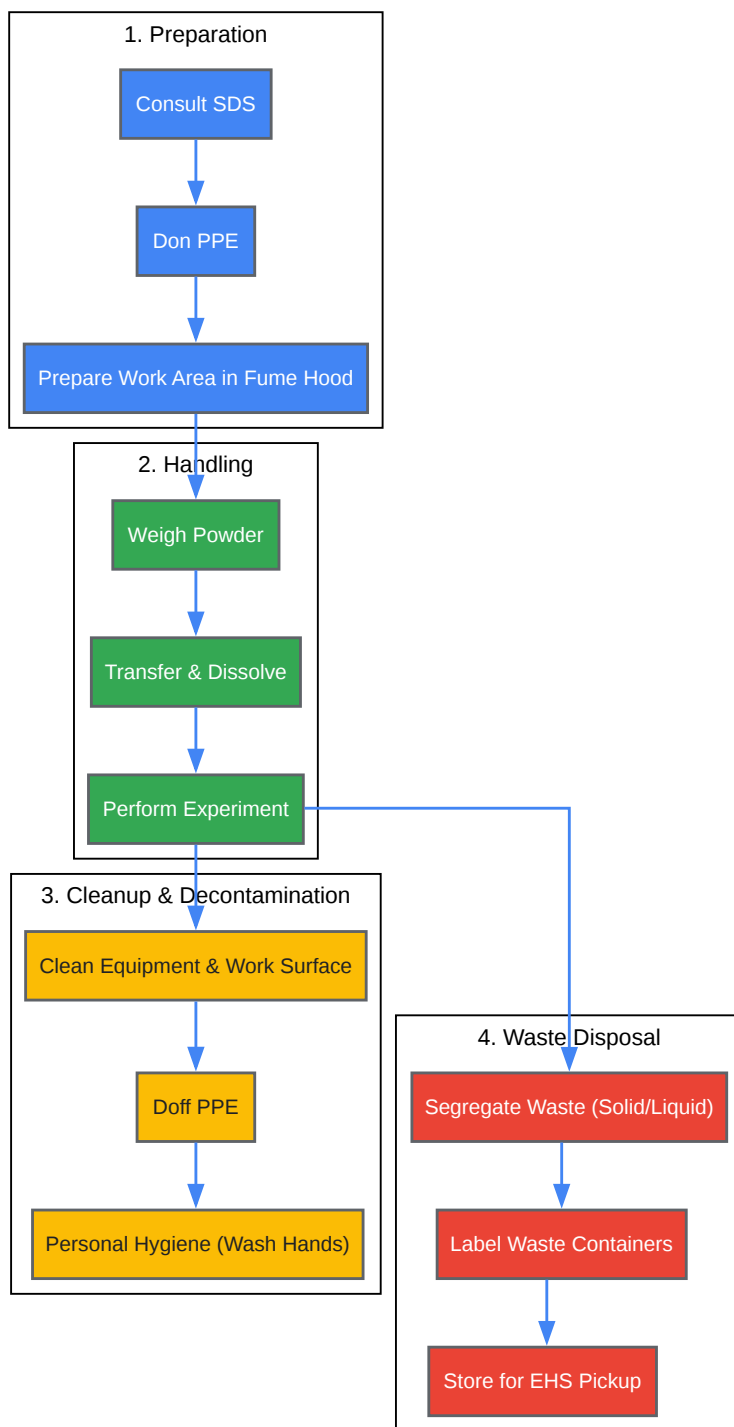 1. Preparation
Consult SDS
Don PPE
Prepare Work Area in Fume Hood
2. Handling
Weigh Powder
Transfer & Dissolve
Perform Experiment
3. Cleanup & Decontamination
Clean Equipment & Work Surface
Doff PPE
Personal Hygiene (Wash Hands)
4. Waste Disposal
Segregate Waste (Solid/Liquid)
Label Waste Containers
Store for EHS Pickup